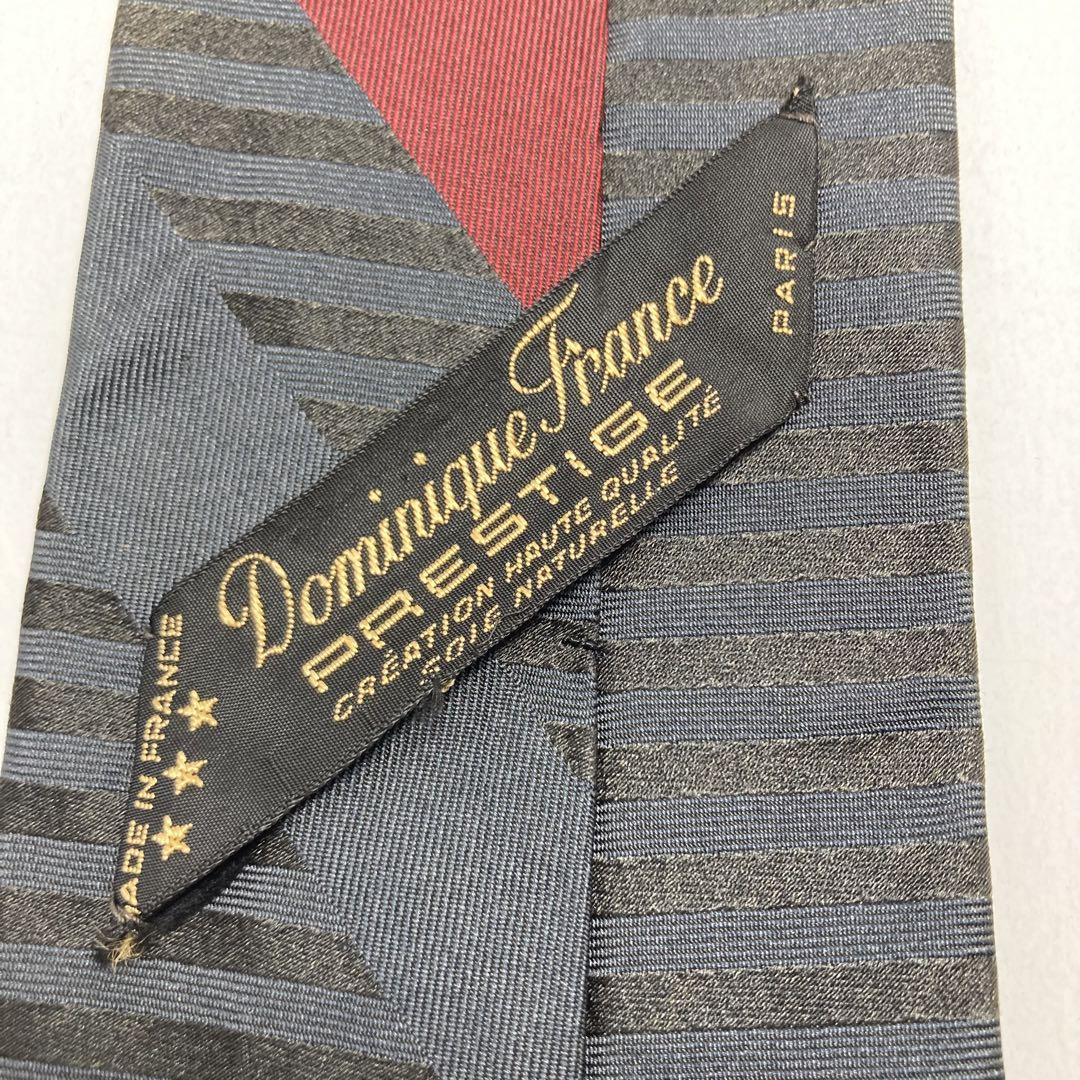 Dominique France
PRESTIGE
CRÉATION HAUTE QUALITÉ
SOIE NATURELLE
PARIS
MADE IN FRANCE